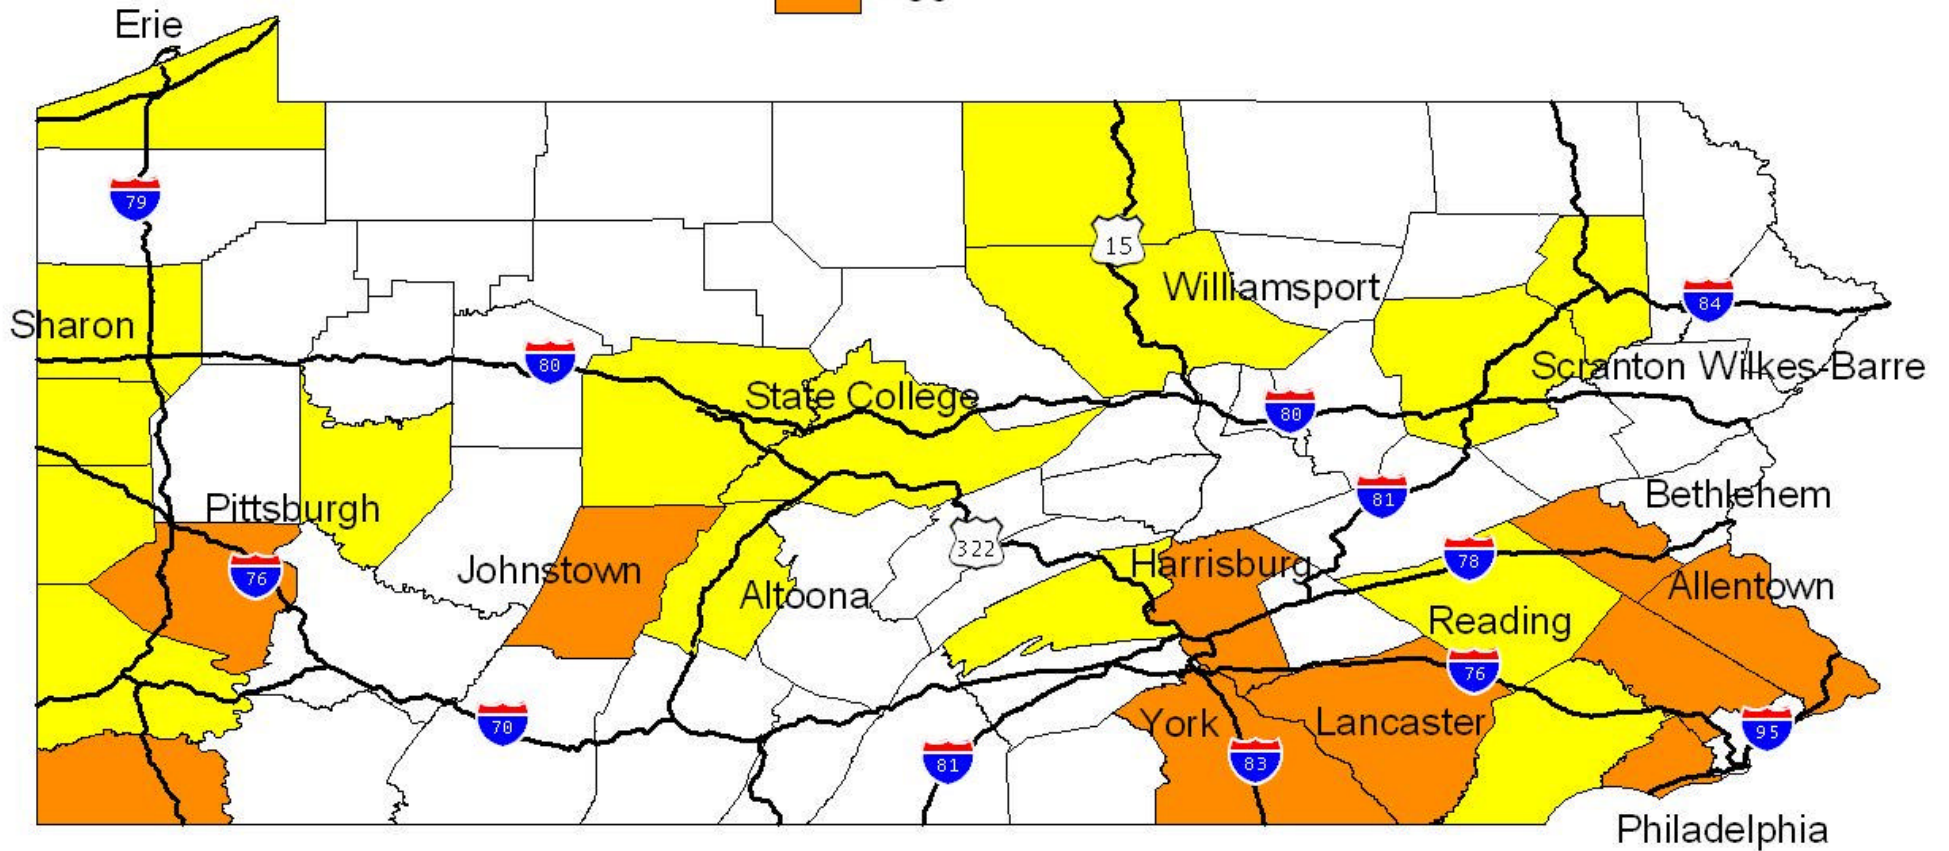 Erie
79
15
Williamsport
84
Sharon
80
State College
Scranton Wilkes-Barre
80
Pittsburgh
81
Bethlehem
76
Johnstown
322
Harrisburg
78
Altoona
Allentown
Reading
76
70
York
Lancaster
95
81
83
Philadelphia